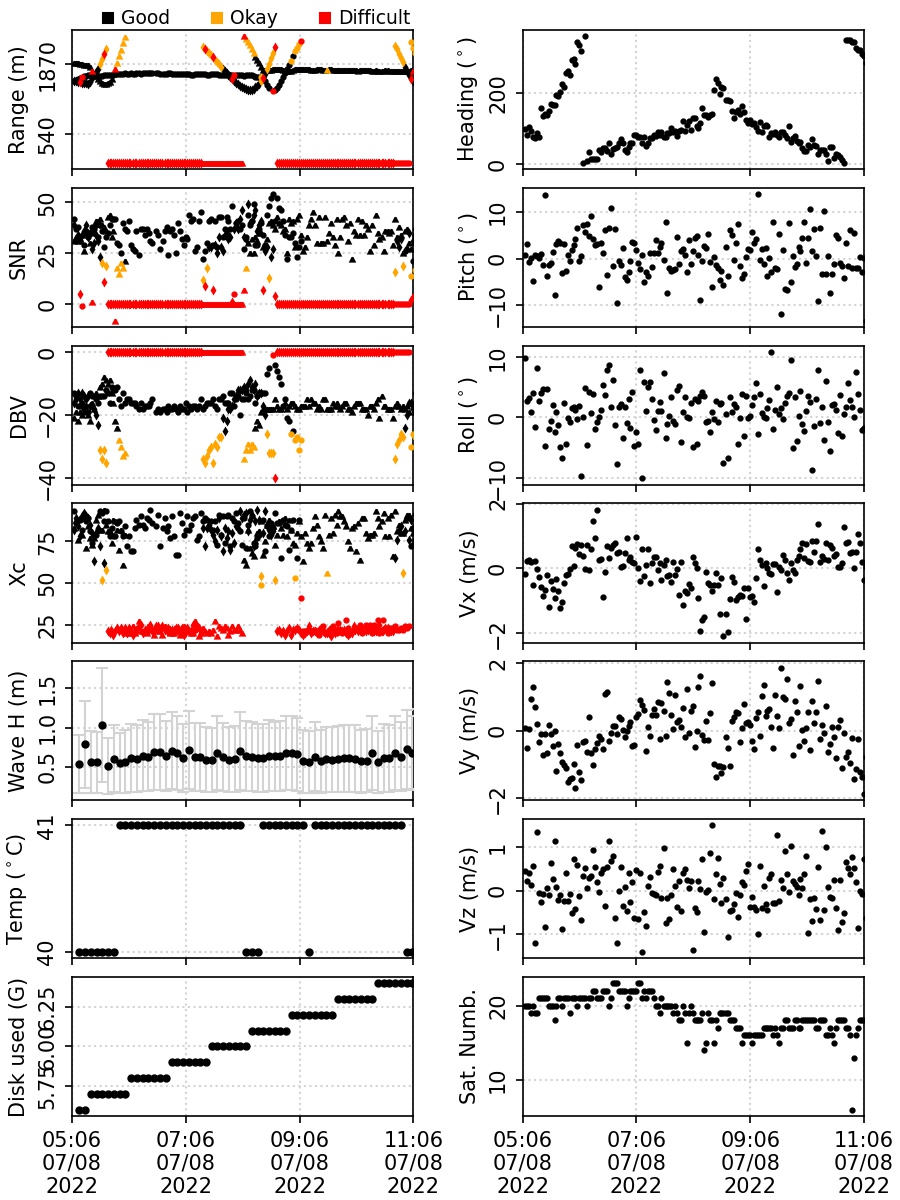 Good Okay Difficult
Range (m)
1870
540
Heading (°)
200
0
SNR
50
25
0
Pitch (°)
10
0
−10
DBV
0
−20
−40
Roll (°)
10
0
−10
Xc
75
50
25
Vx (m/s)
2
0
−2
Wave H (m)
1.5
1.0
0.5
Vy (m/s)
2
0
−2
Temp (°C)
41
40
Vz (m/s)
1
0
−1
Disk used (G)
6.25
6.00
5.75
Sat. Numb.
20
10
05:06 07:06 09:06 11:06
07/08 07/08 07/08 07/08
2022 2022 2022 2022
05:06 07:06 09:06 11:06
07/08 07/08 07/08 07/08
2022 2022 2022 2022